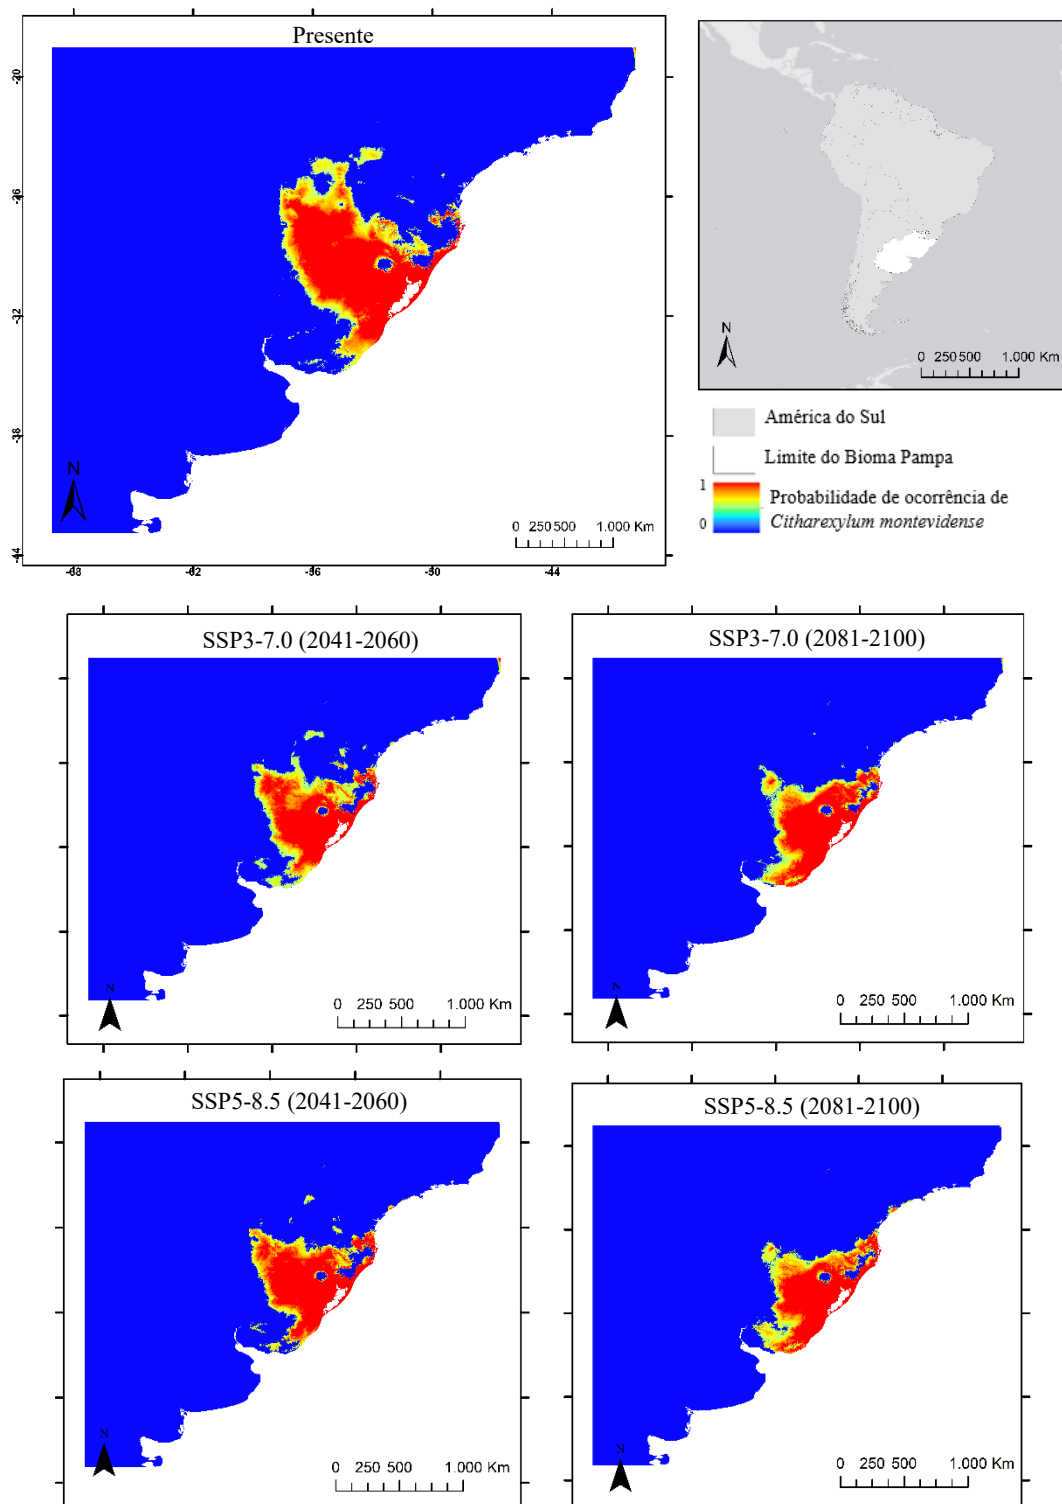 Presente
-20
-26
-32
-38
-44
N
0 250 500 1.000 Km
-68 -62 -56 -50 -44
N
0 250 500 1.000 Km
América do Sul
Limite do Bioma Pampa
1
0
Probabilidade de ocorrência de
Citharexylum montevidense
SSP3-7.0 (2041-2060)
N
0 250 500 1.000 Km
SSP3-7.0 (2081-2100)
N
0 250 500 1.000 Km
SSP5-8.5 (2041-2060)
N
0 250 500 1.000 Km
SSP5-8.5 (2081-2100)
N
0 250 500 1.000 Km